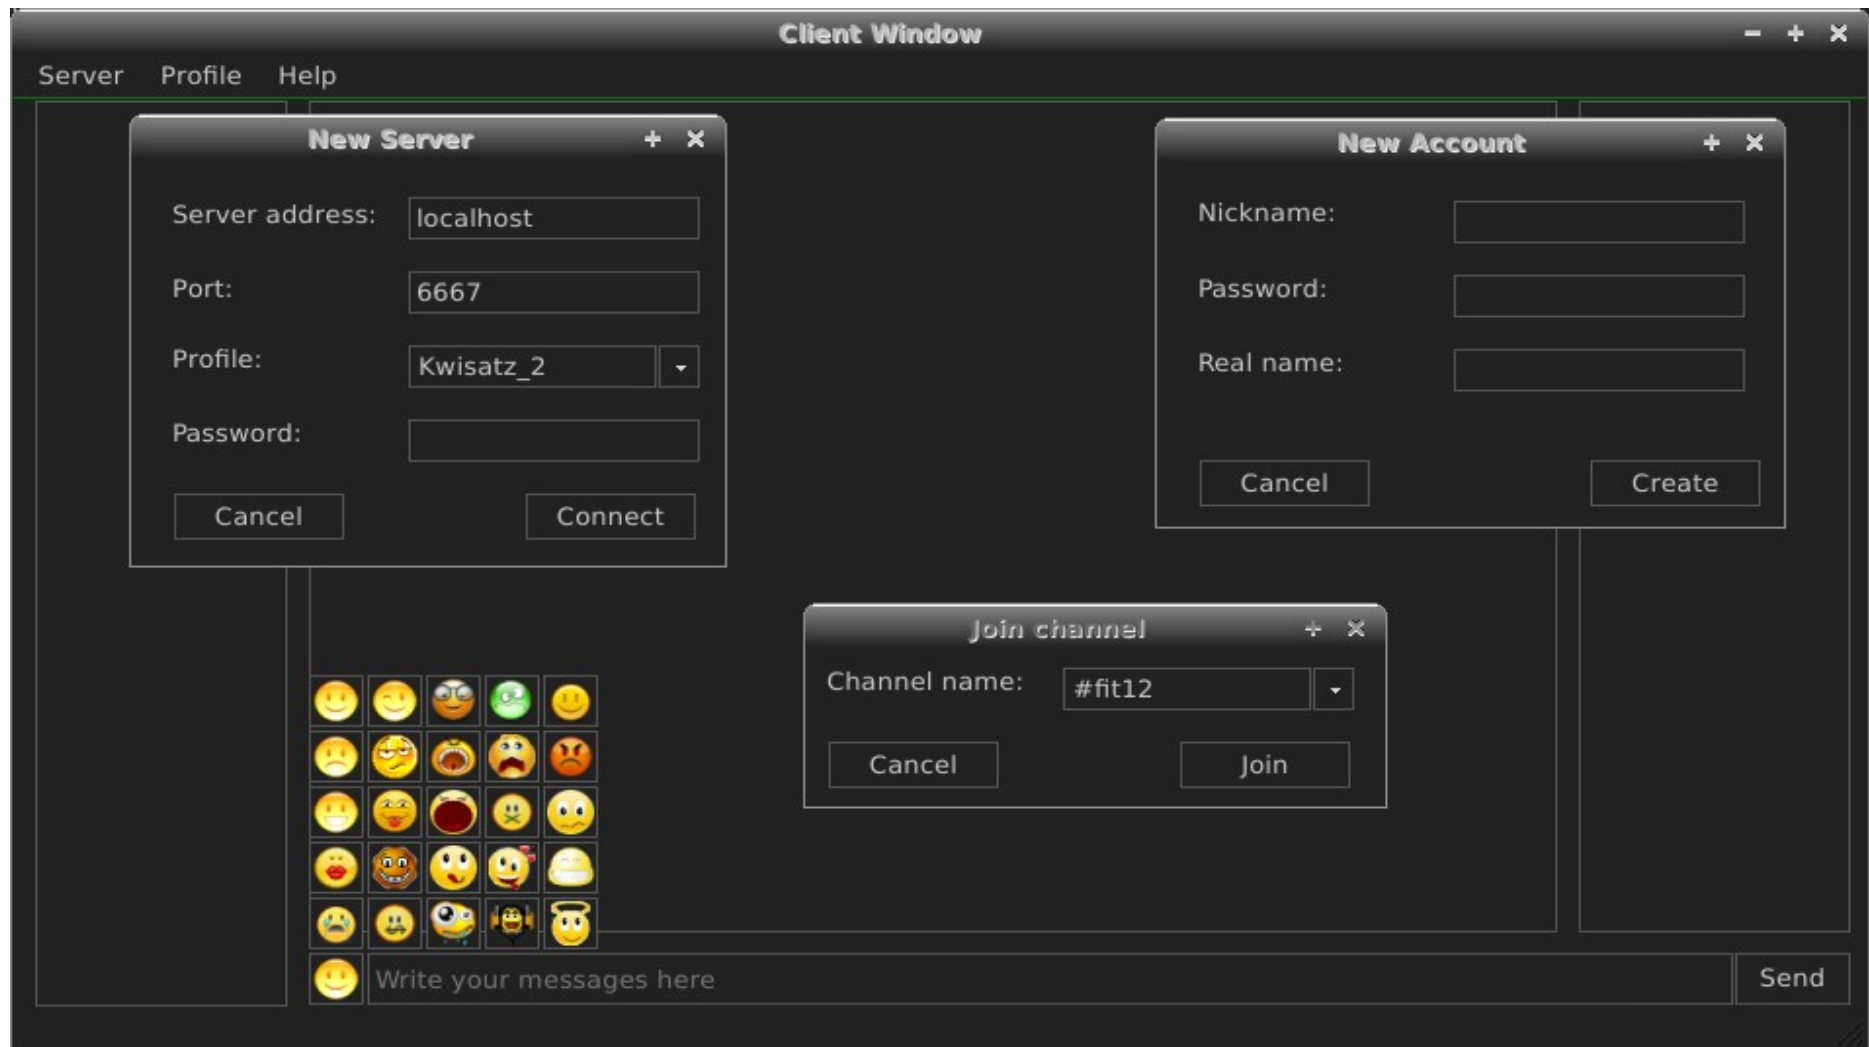 Client Window
Server Profile Help
New Server
Server address: localhost
Port: 6667
Profile: Kwisatz_2
Password:
Cancel Connect
New Account
Nickname:
Password:
Real name:
Cancel Create
Join channel
Channel name: #fit12
Cancel Join
Write your messages here
Send